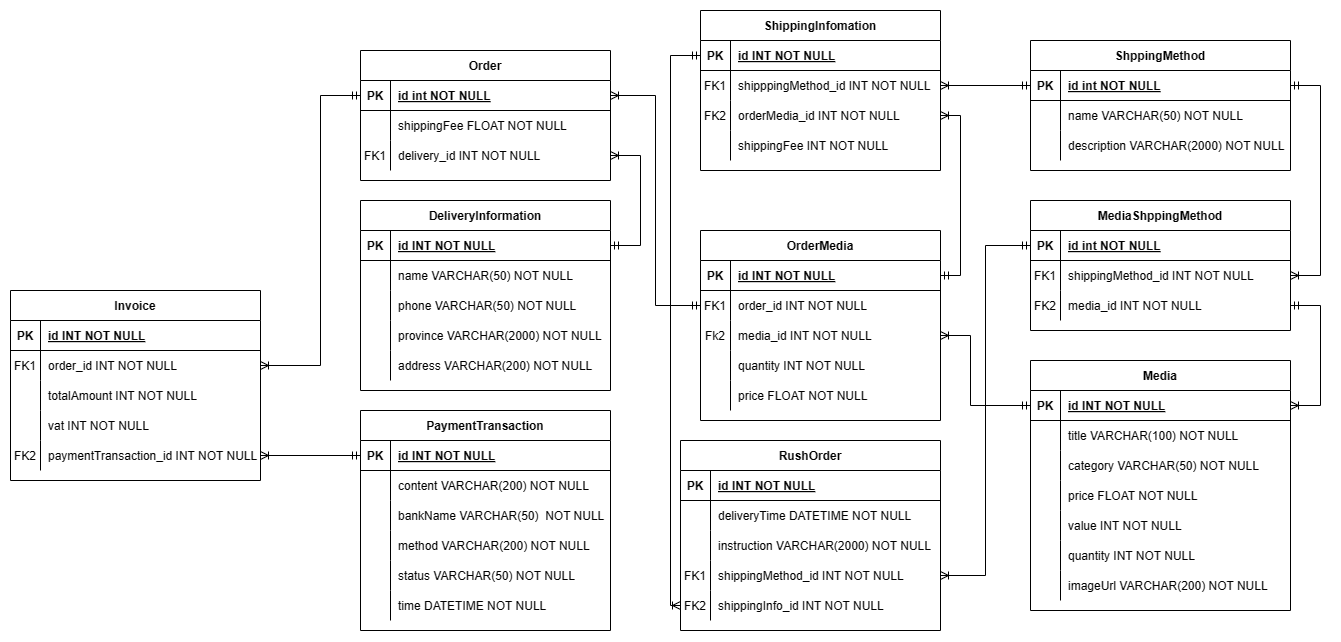 Order
PK id int NOT NULL
shippingFee FLOAT NOT NULL
FK1 delivery_id INT NOT NULL
DeliveryInformation
PK id INT NOT NULL
name VARCHAR(50) NOT NULL
phone VARCHAR(50) NOT NULL
province VARCHAR(2000) NOT NULL
address VARCHAR(200) NOT NULL
Invoice
PK id INT NOT NULL
FK1 order_id INT NOT NULL
totalAmount INT NOT NULL
vat INT NOT NULL
FK2 paymentTransaction_id INT NOT NULL
PaymentTransaction
PK id INT NOT NULL
content VARCHAR(200) NOT NULL
bankName VARCHAR(50) NOT NULL
method VARCHAR(200) NOT NULL
status VARCHAR(50) NOT NULL
time DATETIME NOT NULL
ShippingInfomation
PK id INT NOT NULL
FK1 shipppingMethod_id INT NOT NULL
FK2 orderMedia_id INT NOT NULL
shippingFee INT NOT NULL
OrderMedia
PK id INT NOT NULL
FK1 order_id INT NOT NULL
Fk2 media_id INT NOT NULL
quantity INT NOT NULL
price FLOAT NOT NULL
RushOrder
PK id INT NOT NULL
deliveryTime DATETIME NOT NULL
instruction VARCHAR(2000) NOT NULL
FK1 shippingMethod_id INT NOT NULL
FK2 shippingInfo_id INT NOT NULL
ShppingMethod
PK id int NOT NULL
name VARCHAR(50) NOT NULL
description VARCHAR(2000) NOT NULL
MediaShppingMethod
PK id int NOT NULL
FK1 shippingMethod_id INT NOT NULL
FK2 media_id INT NOT NULL
Media
PK id INT NOT NULL
title VARCHAR(100) NOT NULL
category VARCHAR(50) NOT NULL
price FLOAT NOT NULL
value INT NOT NULL
quantity INT NOT NULL
imageUrl VARCHAR(200) NOT NULL